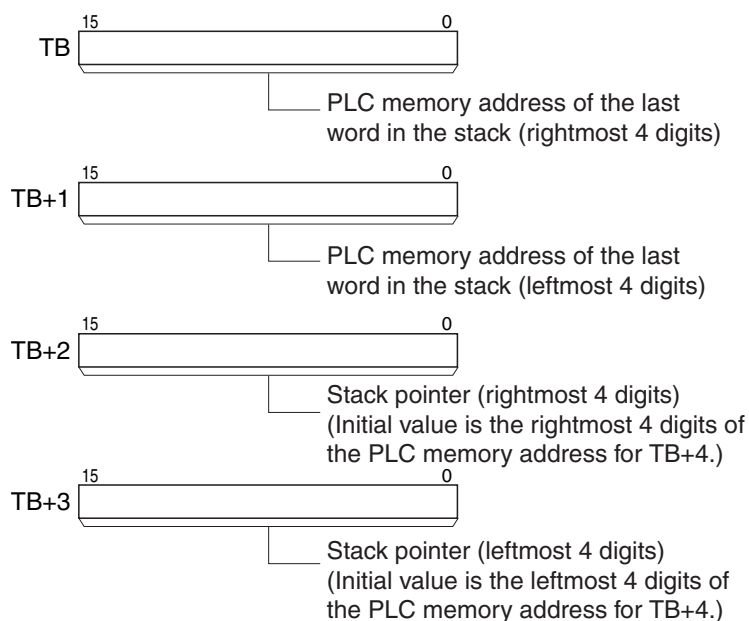 15 0
TB
PLC memory address of the last
word in the stack (rightmost 4 digits)
15 0
TB+1
PLC memory address of the last
word in the stack (leftmost 4 digits)
15 0
TB+2
Stack pointer (rightmost 4 digits)
(Initial value is the rightmost 4 digits of
the PLC memory address for TB+4.)
15 0
TB+3
Stack pointer (leftmost 4 digits)
(Initial value is the leftmost 4 digits of
the PLC memory address for TB+4.)